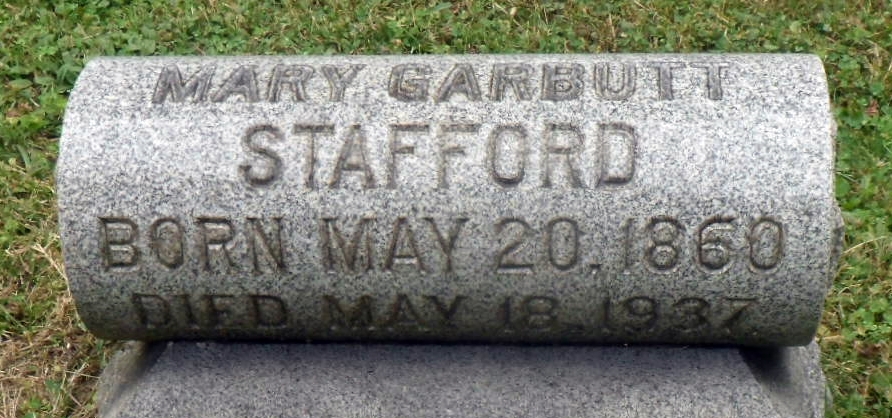 MARY GARBUTT
STAFFORD
BORN MAY 20, 1860
DIED MAY 18, 1937